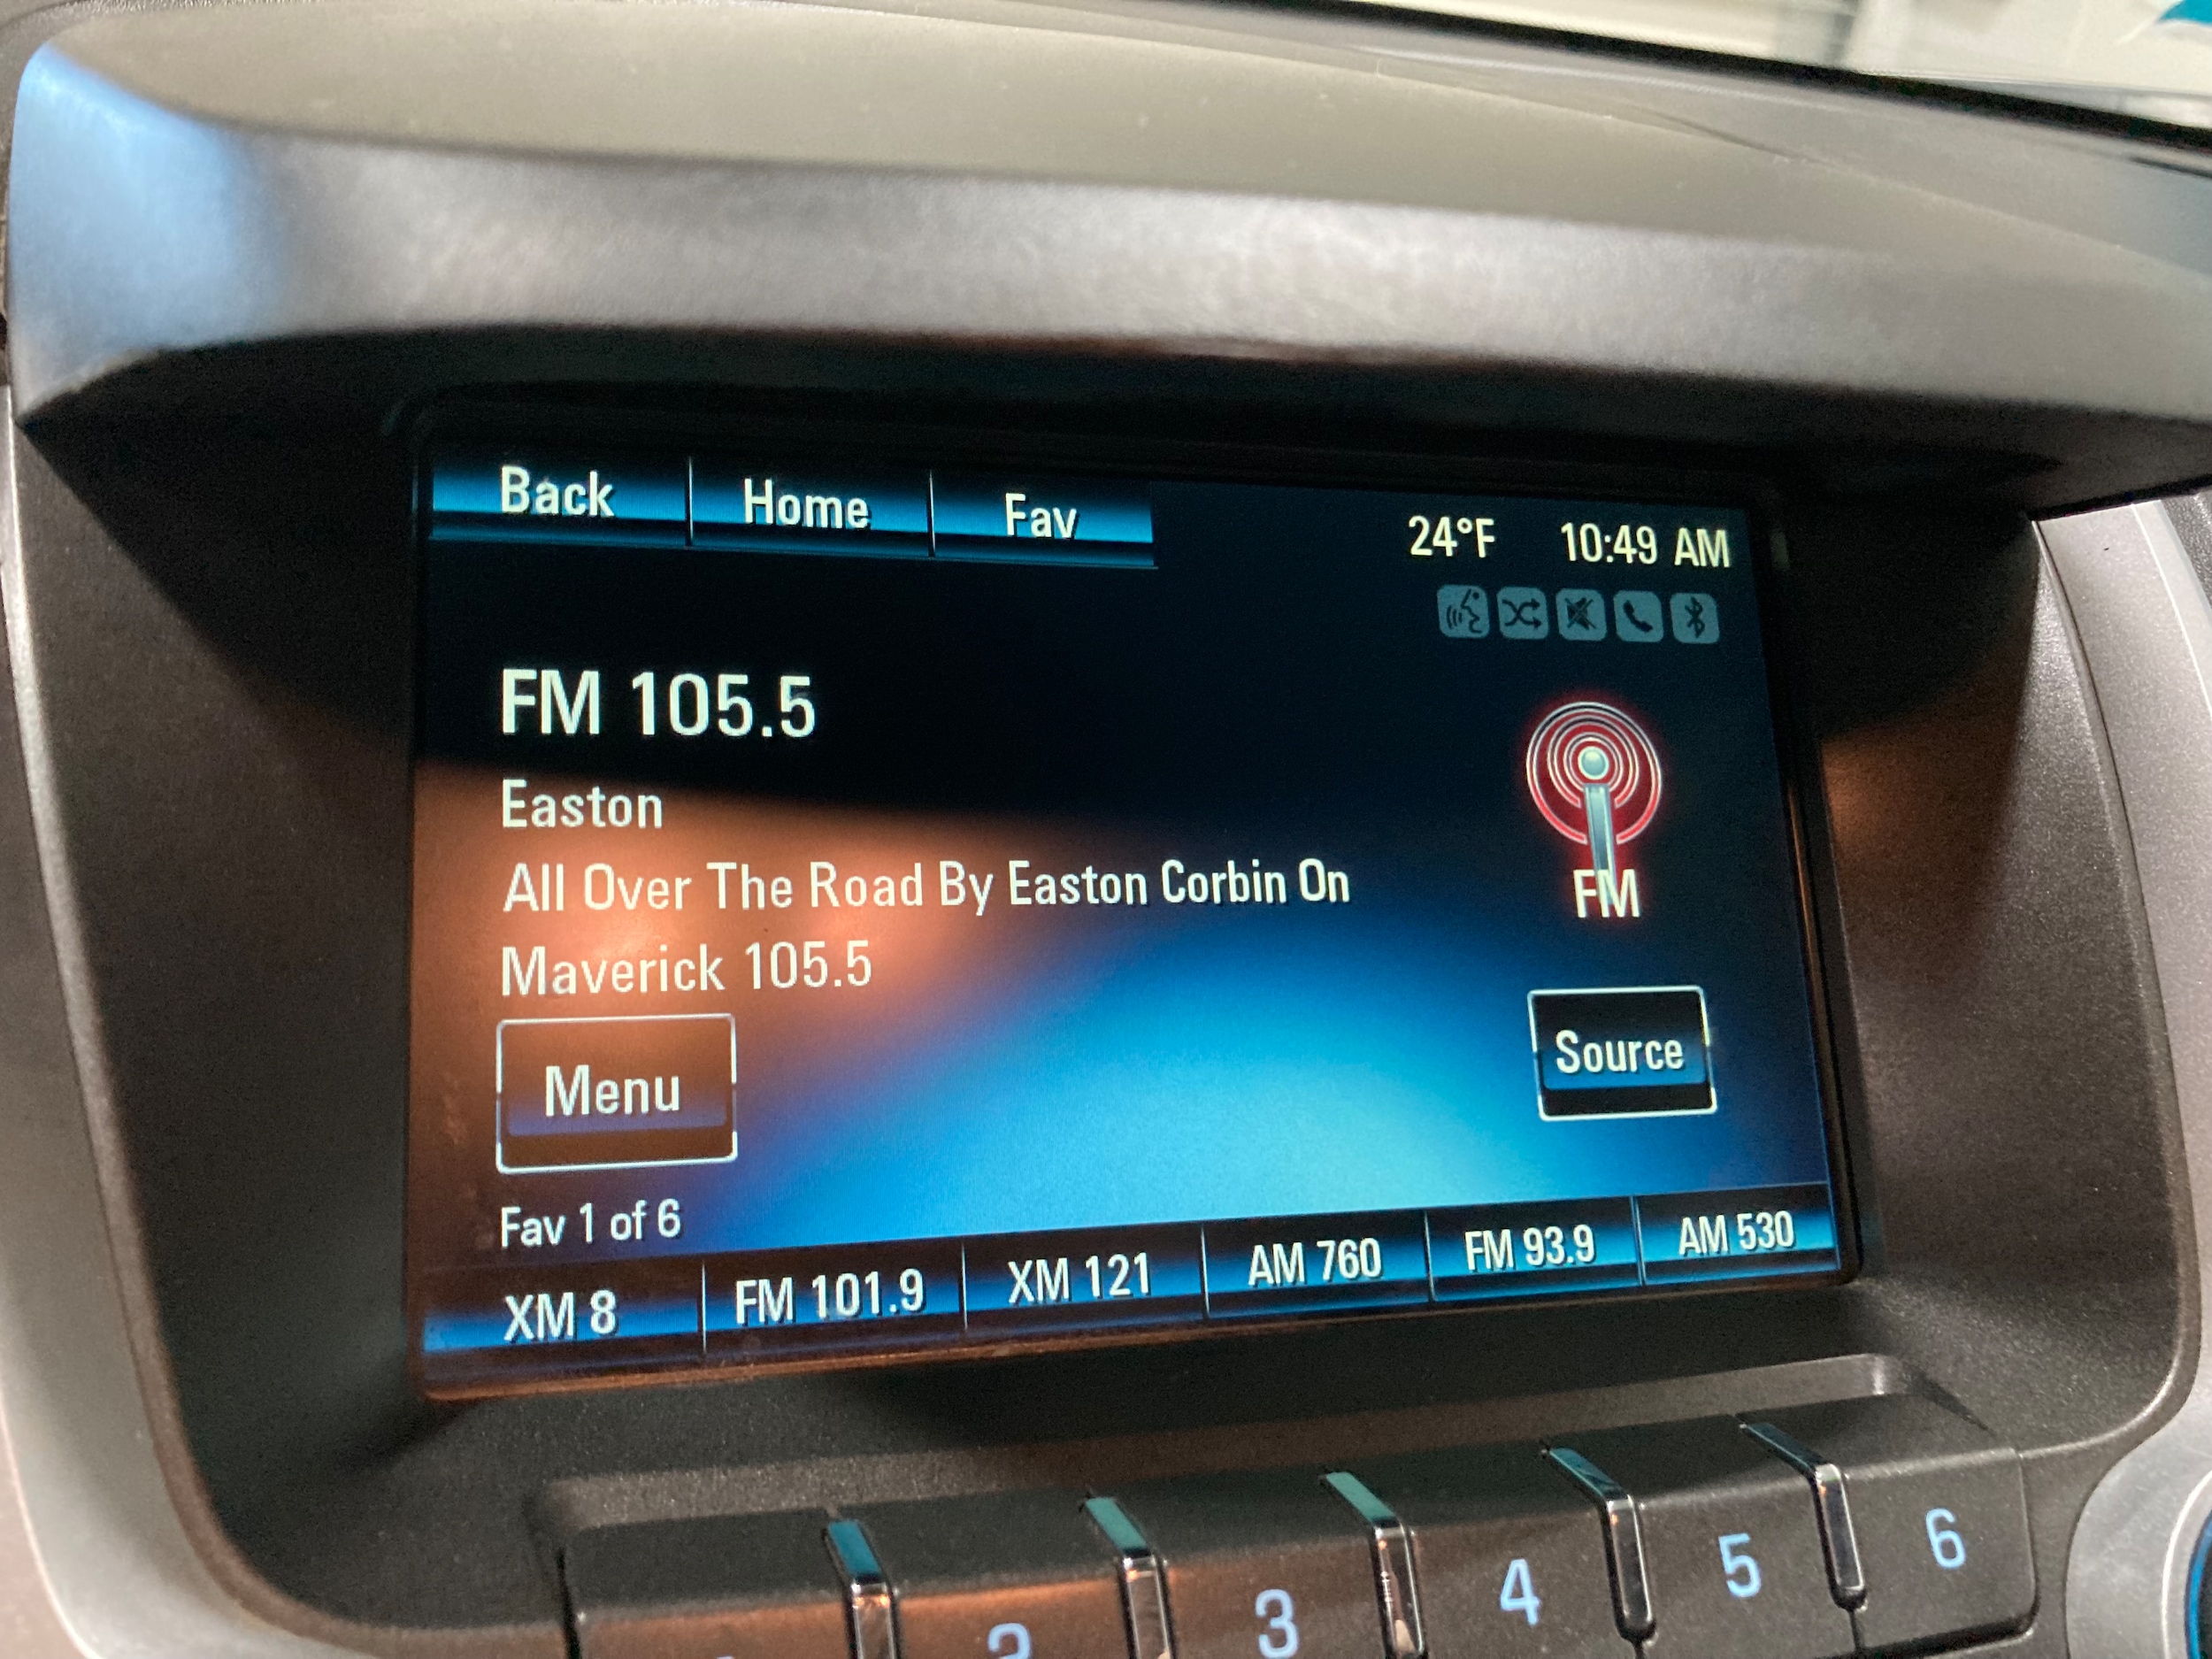 Back Home Fav 24°F 10:49 AM
FM 105.5
Easton
All Over The Road By Easton Corbin On
Maverick 105.5
FM
Menu
Source
Fav 1 of 6
XM 8 FM 101.9 XM 121 AM 760 FM 93.9 AM 530
2 3 4 5 6